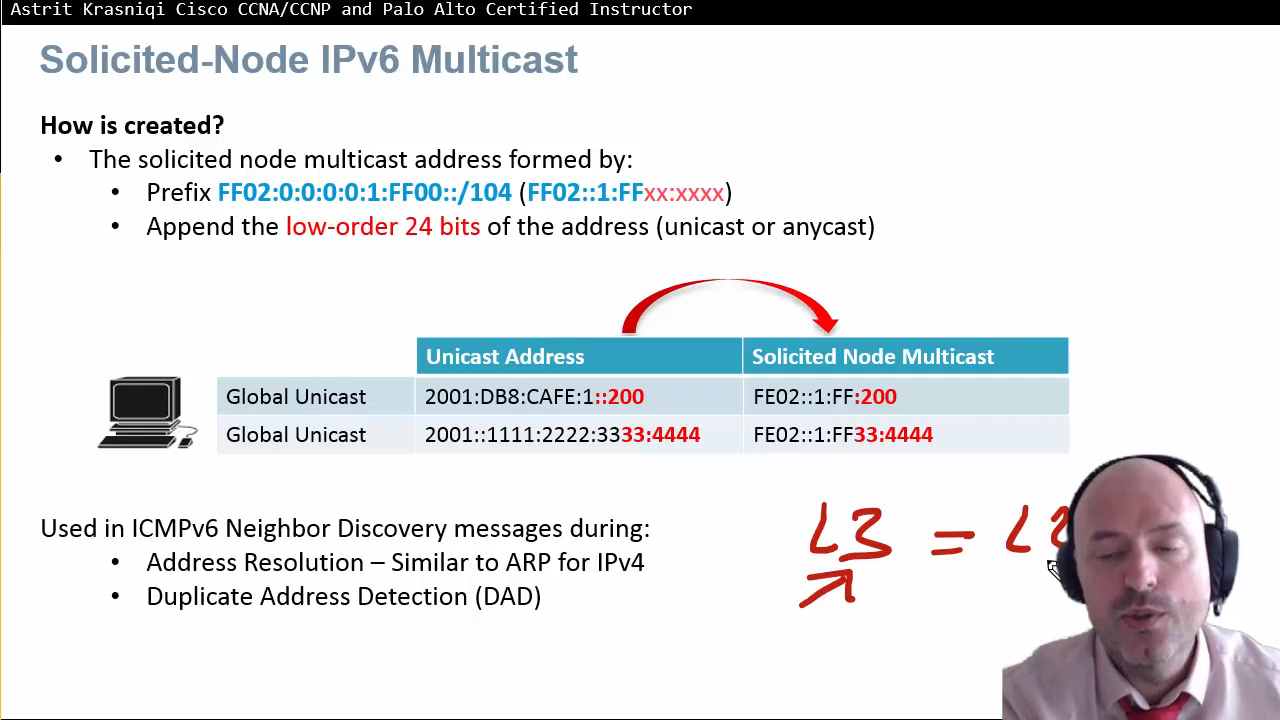 Astrit Krasniqi Cisco CCNA/CCNP and Palo Alto Certified Instructor
Solicited-Node IPv6 Multicast
How is created?
• The solicited node multicast address formed by:
• Prefix FF02:0:0:0:0:1:FF00::/104 (FF02::1:FFxx:xxxx)
• Append the low-order 24 bits of the address (unicast or anycast)
Unicast Address Solicited Node Multicast
Global Unicast 2001:DB8:CAFE:1::200 FE02::1:FF:200
Global Unicast 2001::1111:2222:3333:4444 FE02::1:FF33:4444
Used in ICMPv6 Neighbor Discovery messages during:
L3 = L2
• Address Resolution – Similar to ARP for IPv4
• Duplicate Address Detection (DAD)